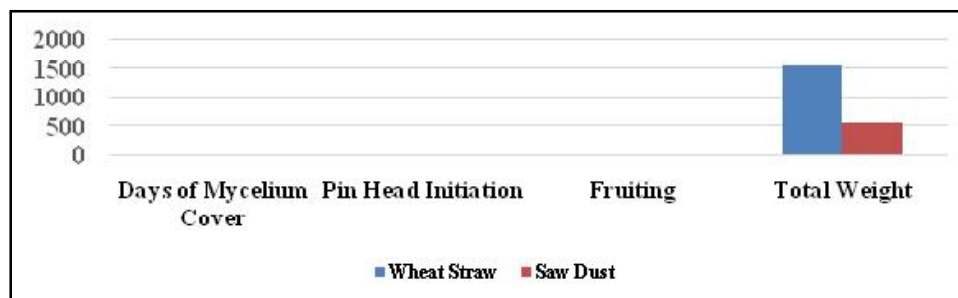 2000
1500
1000
500
0
Days of Mycelium Cover
Pin Head Initiation
Fruiting
Total Weight
Wheat Straw
Saw Dust